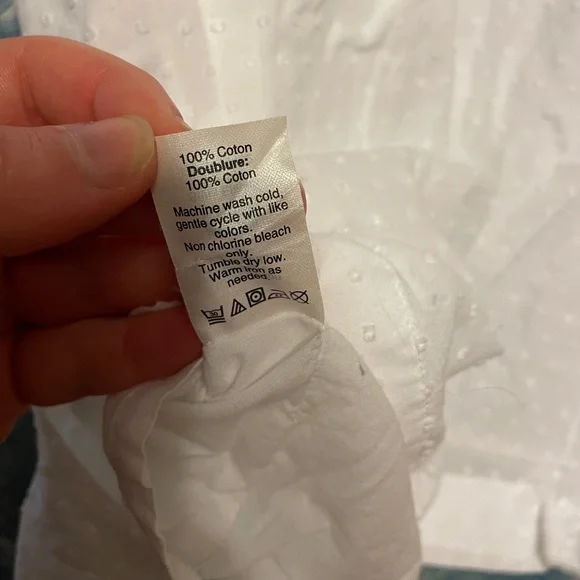 100% Coton
Doublure:
100% Coton
Machine wash cold,
gentle cycle with like
colors.
Non chlorine bleach
only.
Tumble dry low.
Warm iron as
needed.
30